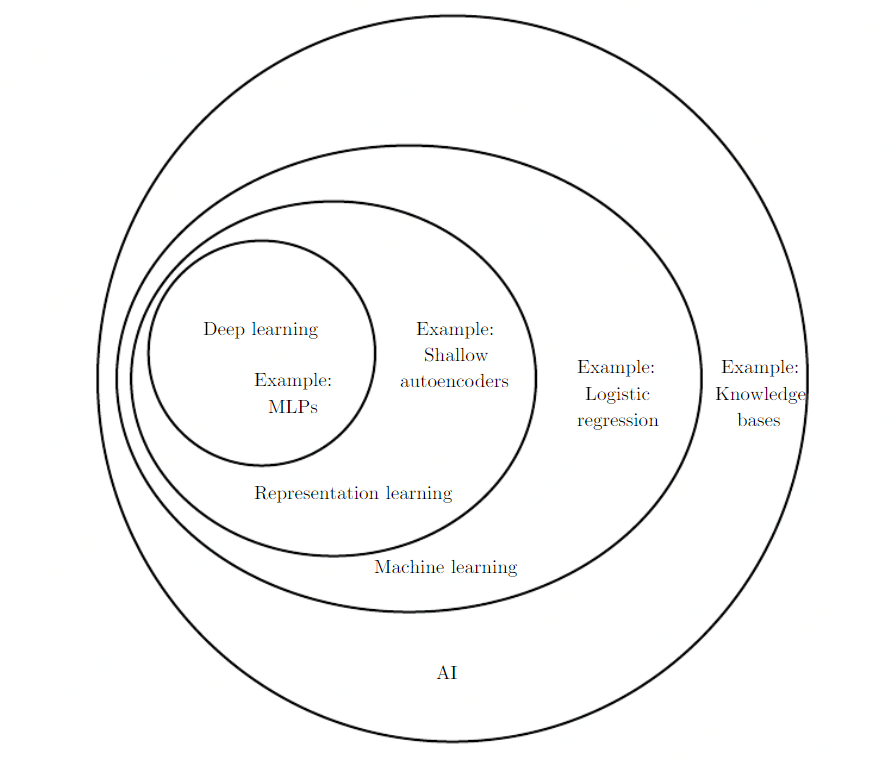 Deep learning
Example:
MLPs
Example:
Shallow
autoencoders
Example:
Logistic
regression
Example:
Knowledge
bases
Representation learning
Machine learning
AI